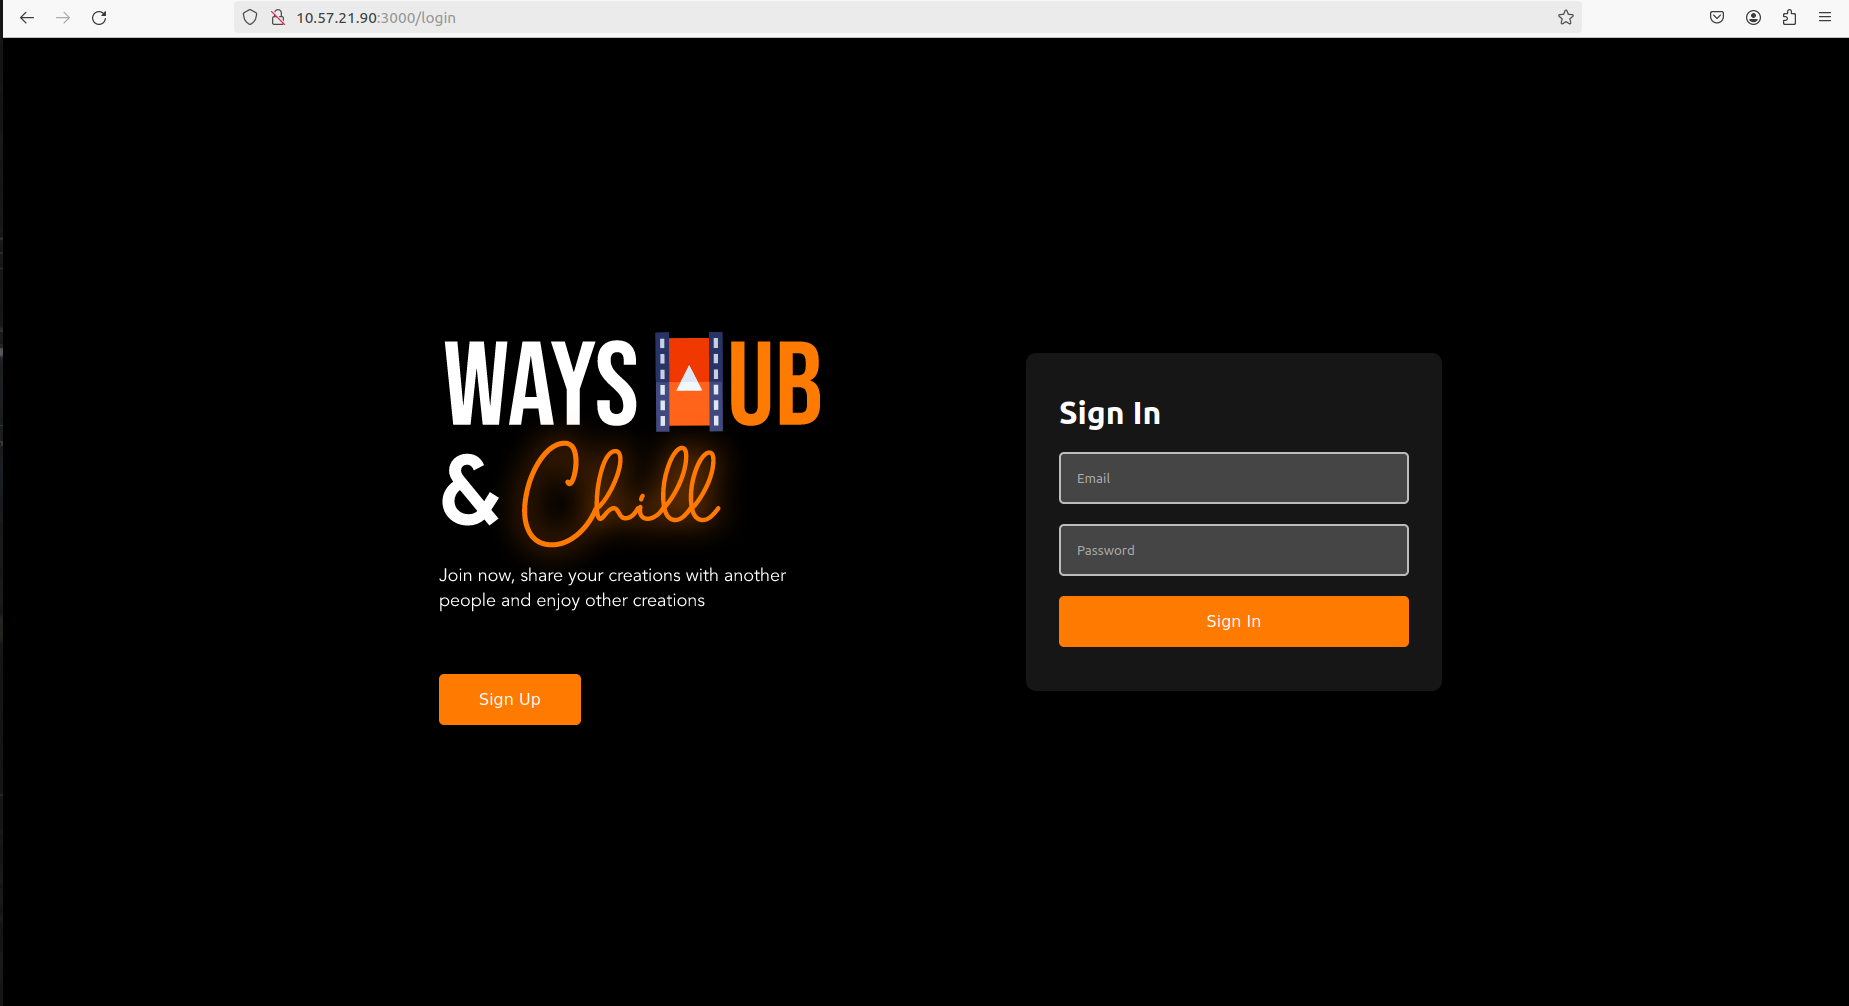 10.57.21.90:3000/login
WAYS HUB
& Chill
Join now, share your creations with another
people and enjoy other creations
Sign Up
Sign In
Email
Password
Sign In